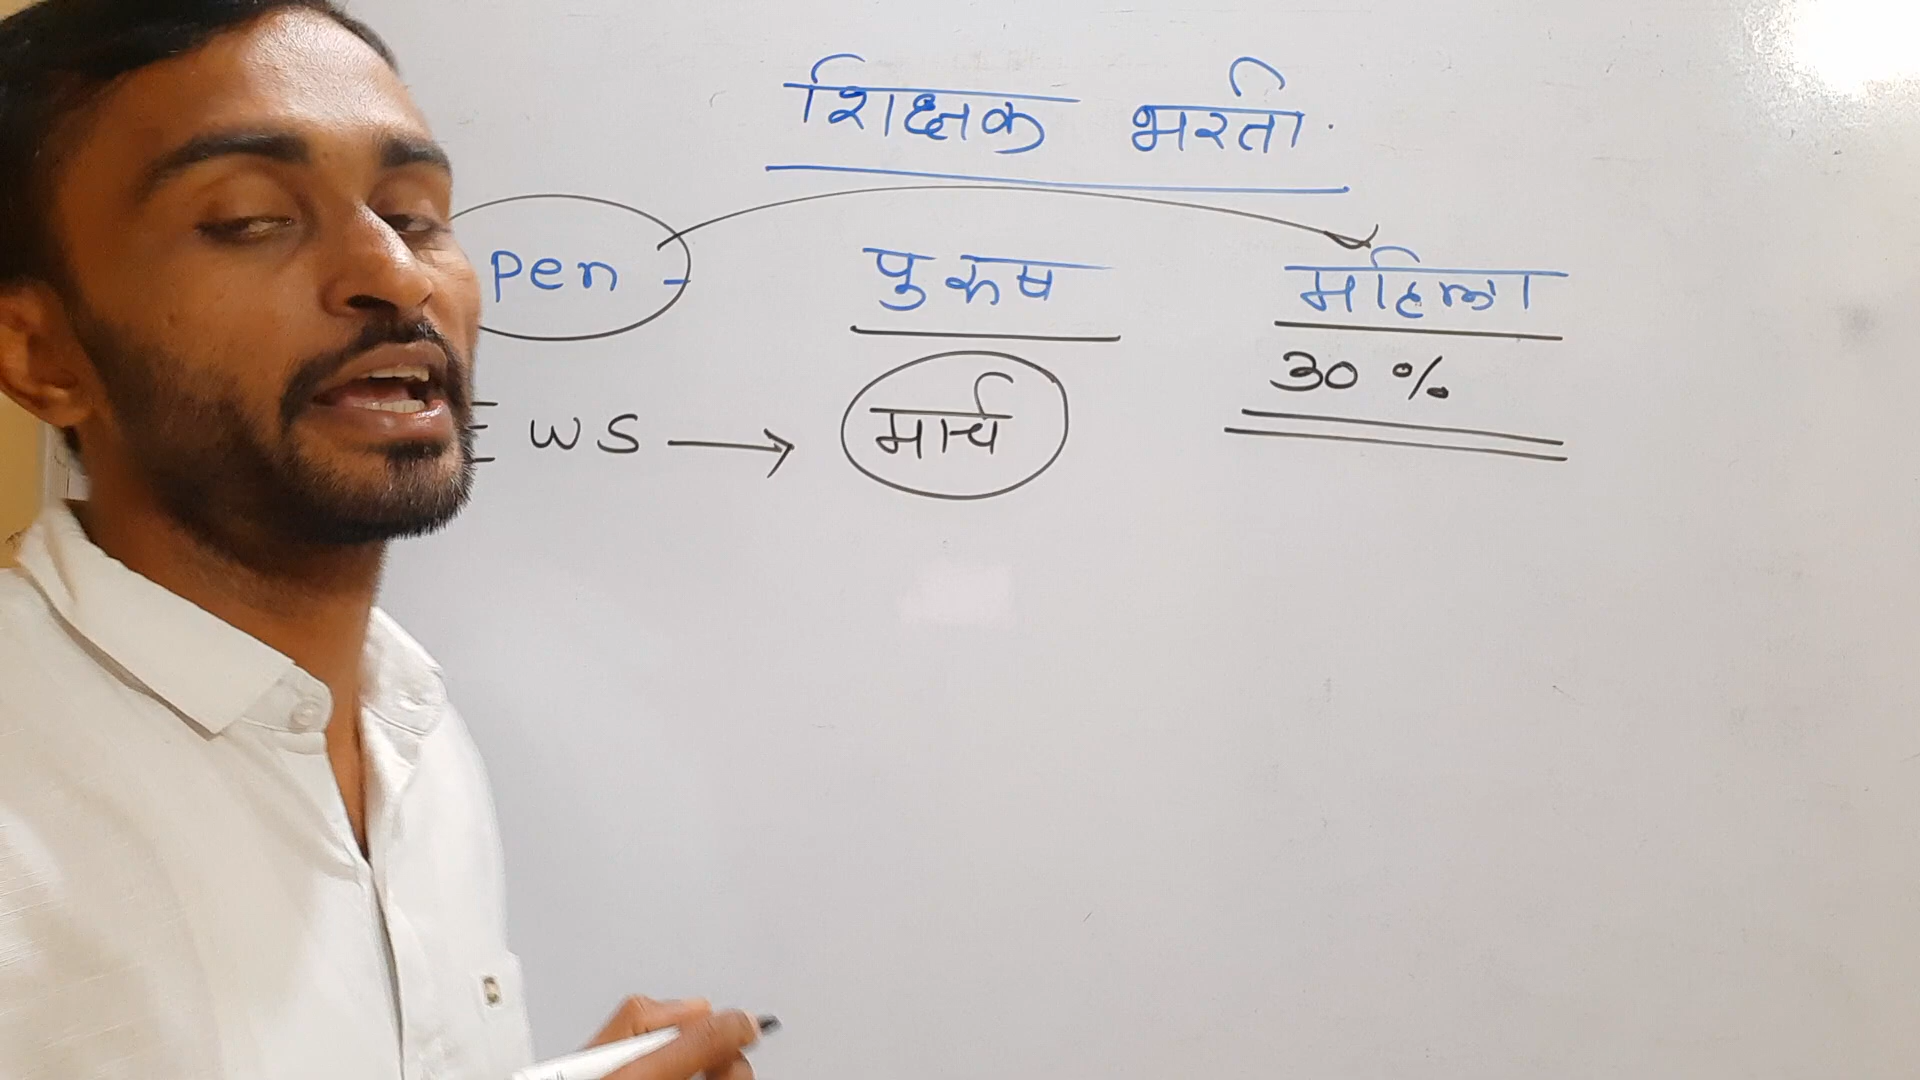 शिक्षक भरती
pen - पुरुष महिला
30 %
EWS → मार्च